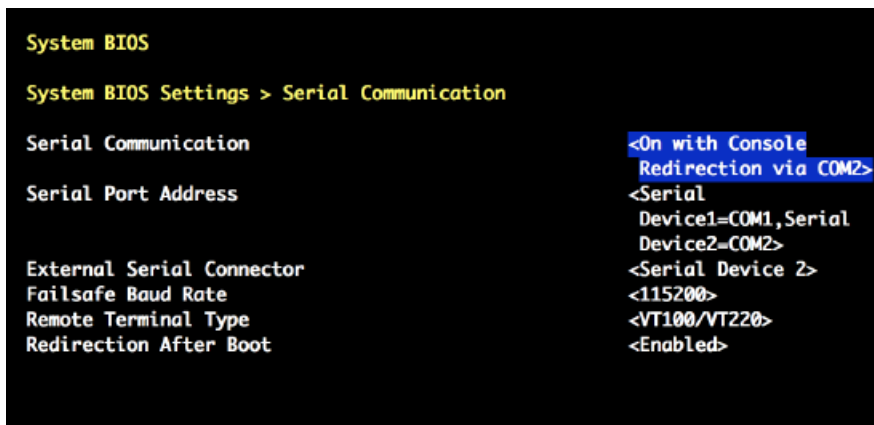 System BIOS
System BIOS Settings > Serial Communication
Serial Communication <On with Console
Redirection via COM2>
Serial Port Address <Serial
Device1=COM1,Serial
Device2=COM2>
External Serial Connector <Serial Device 2>
Failsafe Baud Rate <115200>
Remote Terminal Type <VT100/VT220>
Redirection After Boot <Enabled>